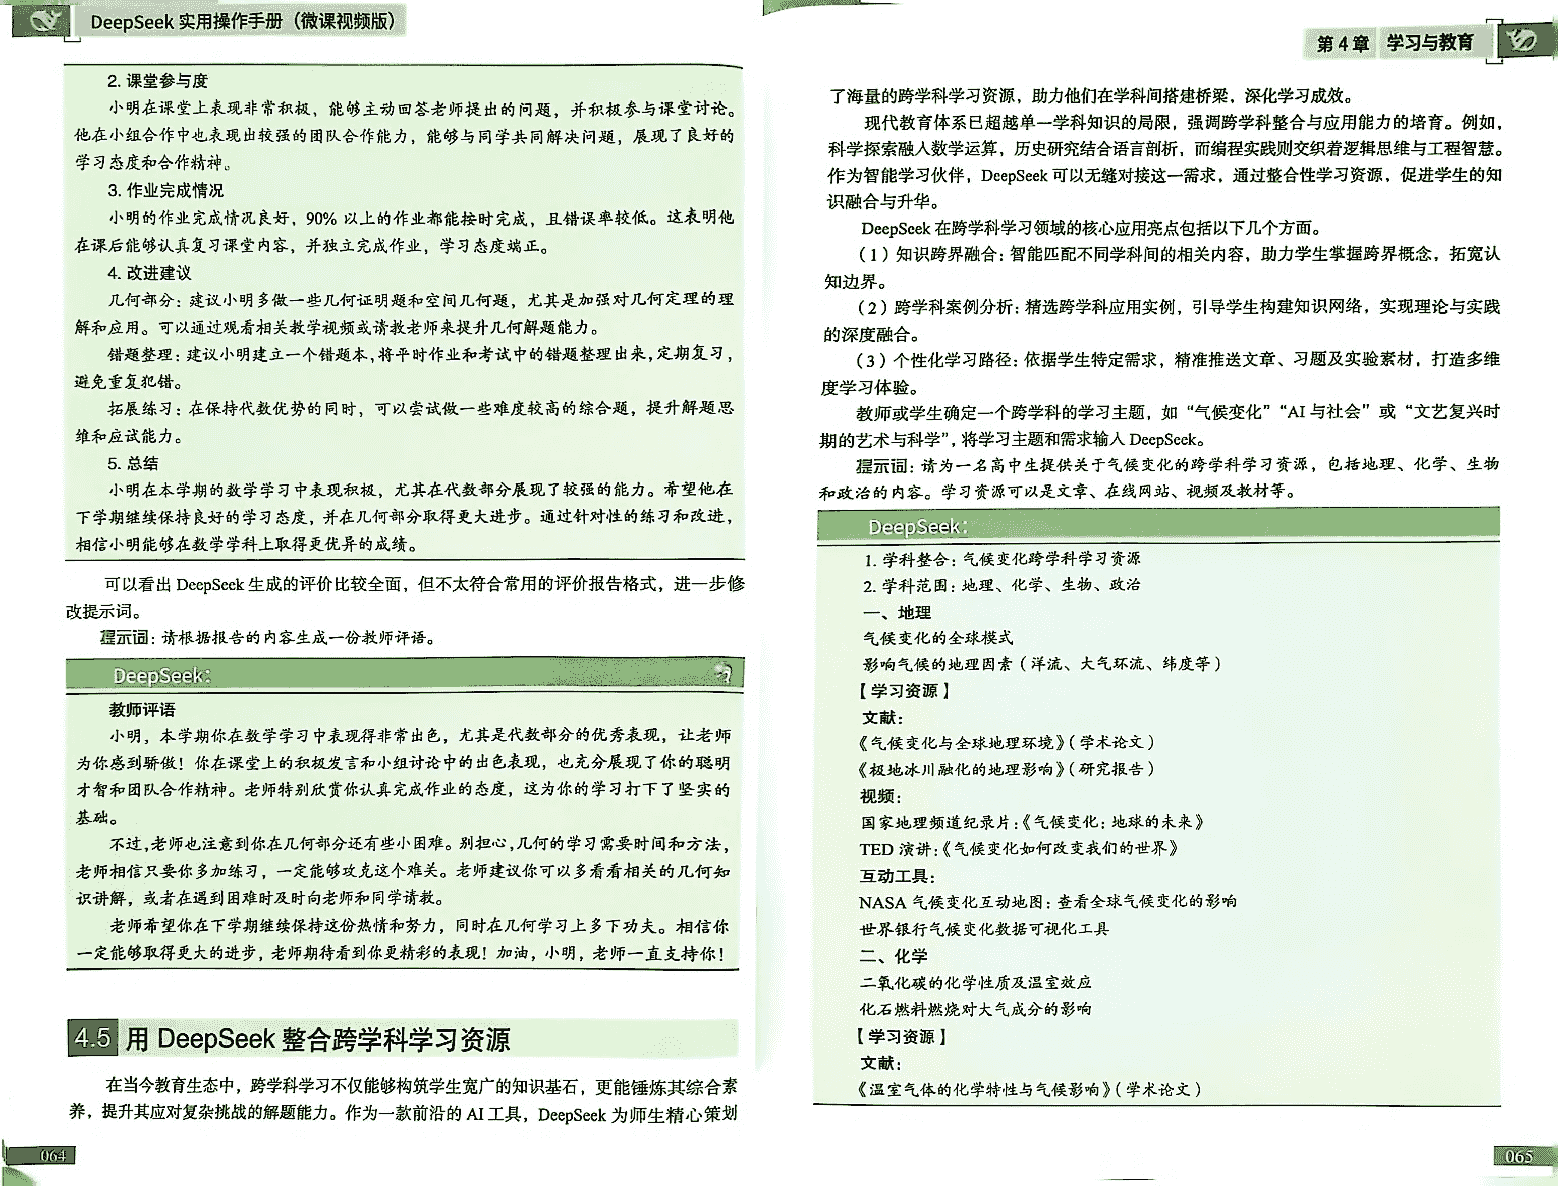 DeepSeek 实用操作手册（微课视频版）
2. 课堂参与度
小明在课堂上表现非常积极，能够主动回答老师提出的问题，并积极参与课堂讨论。
他在小组合作中也表现出较强的团队合作能力，能够与同学共同解决问题，展现了良好的
学习态度和合作精神。
3. 作业完成情况
小明的作业完成情况良好，90% 以上的作业都能按时完成，且错误率较低。这表明他
在课后能够认真复习课堂内容，并独立完成作业，学习态度端正。
4. 改进建议
几何部分：建议小明多做一些几何证明题和空间几何题，尤其是加强对几何定理的理
解和应用。可以通过观看相关教学视频或请教老师来提升几何解题能力。
错题整理：建议小明建立一个错题本，将平时作业和考试中的错题整理出来，定期复习，
避免重复犯错。
拓展练习：在保持代数优势的同时，可以尝试做一些难度较高的综合题，提升解题思
维和应试能力。
5. 总结
小明在本学期的数学学习中表现积极，尤其在代数部分展现了较强的能力。希望他在
下学期继续保持良好的学习态度，并在几何部分取得更大进步。通过针对性的练习和改进，
相信小明能够在数学学科上取得更优异的成绩。
可以看出 DeepSeek 生成的评价比较全面，但不太符合常用的评价报告格式，进一步修
改提示词。
提示词：请根据报告的内容生成一份教师评语。
DeepSeek：
教师评语
小明，本学期你在数学学习中表现得非常出色，尤其是代数部分的优秀表现，让老师
为你感到骄傲！你在课堂上的积极发言和小组讨论中的出色表现，也充分展现了你的聪明
才智和团队合作精神。老师特别欣赏你认真完成作业的态度，这为你的学习打下了坚实的
基础。
不过，老师也注意到你在几何部分还有些小困难。别担心，几何的学习需要时间和方法，
老师相信只要你多加练习，一定能够攻克这个难关。老师建议你可以多看看相关的几何知
识讲解，或者在遇到困难时及时向老师和同学请教。
老师希望你在下学期继续保持这份热情和努力，同时在几何学习上多下功夫。相信你
一定能够取得更大的进步，老师期待看到你更精彩的表现！加油，小明，老师一直支持你！
4.5 用 DeepSeek 整合跨学科学习资源
在当今教育生态中，跨学科学习不仅能够构筑学生宽广的知识基石，更能锤炼其综合素
养，提升其应对复杂挑战的解题能力。作为一款前沿的 AI 工具，DeepSeek 为师生精心策划
064
第 4 章 学习与教育
了海量的跨学科学习资源，助力他们在学科间搭建桥梁，深化学习成效。
现代教育体系已超越单一学科知识的局限，强调跨学科整合与应用能力的培育。例如，
科学探索融入数学运算，历史研究结合语言剖析，而编程实践则交织着逻辑思维与工程智慧。
作为智能学习伙伴，DeepSeek 可以无缝对接这一需求，通过整合性学习资源，促进学生的知
识融合与升华。
DeepSeek 在跨学科学习领域的核心应用亮点包括以下几个方面。
（1）知识跨界融合：智能匹配不同学科间的相关内容，助力学生掌握跨界概念，拓宽认
知边界。
（2）跨学科案例分析：精选跨学科应用实例，引导学生构建知识网络，实现理论与实践
的深度融合。
（3）个性化学习路径：依据学生特定需求，精准推送文章、习题及实验素材，打造多维
度学习体验。
教师或学生确定一个跨学科的学习主题，如“气候变化”“AI 与社会”或“文艺复兴时
期的艺术与科学”，将学习主题和需求输入 DeepSeek。
提示词：请为一名高中生提供关于气候变化的跨学科学习资源，包括地理、化学、生物
和政治的内容。学习资源可以是文章、在线网站、视频及教材等。
DeepSeek：
1. 学科整合：气候变化跨学科学习资源
2. 学科范围：地理、化学、生物、政治
一、地理
气候变化的全球模式
影响气候的地理因素（洋流、大气环流、纬度等）
【学习资源】
文献：
《气候变化与全球地理环境》（学术论文）
《极地冰川融化的地理影响》（研究报告）
视频：
国家地理频道纪录片：《气候变化：地球的未来》
TED 演讲：《气候变化如何改变我们的世界》
互动工具：
NASA 气候变化互动地图：查看全球气候变化的影响
世界银行气候变化数据可视化工具
二、化学
二氧化碳的化学性质及温室效应
化石燃料燃烧对大气成分的影响
【学习资源】
文献：
《温室气体的化学特性与气候影响》（学术论文）
065